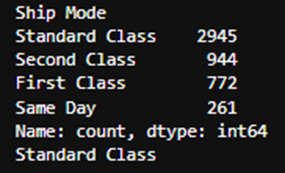 Ship Mode
Standard Class    2945
Second Class       944
First Class        772
Same Day           261
Name: count, dtype: int64
Standard Class